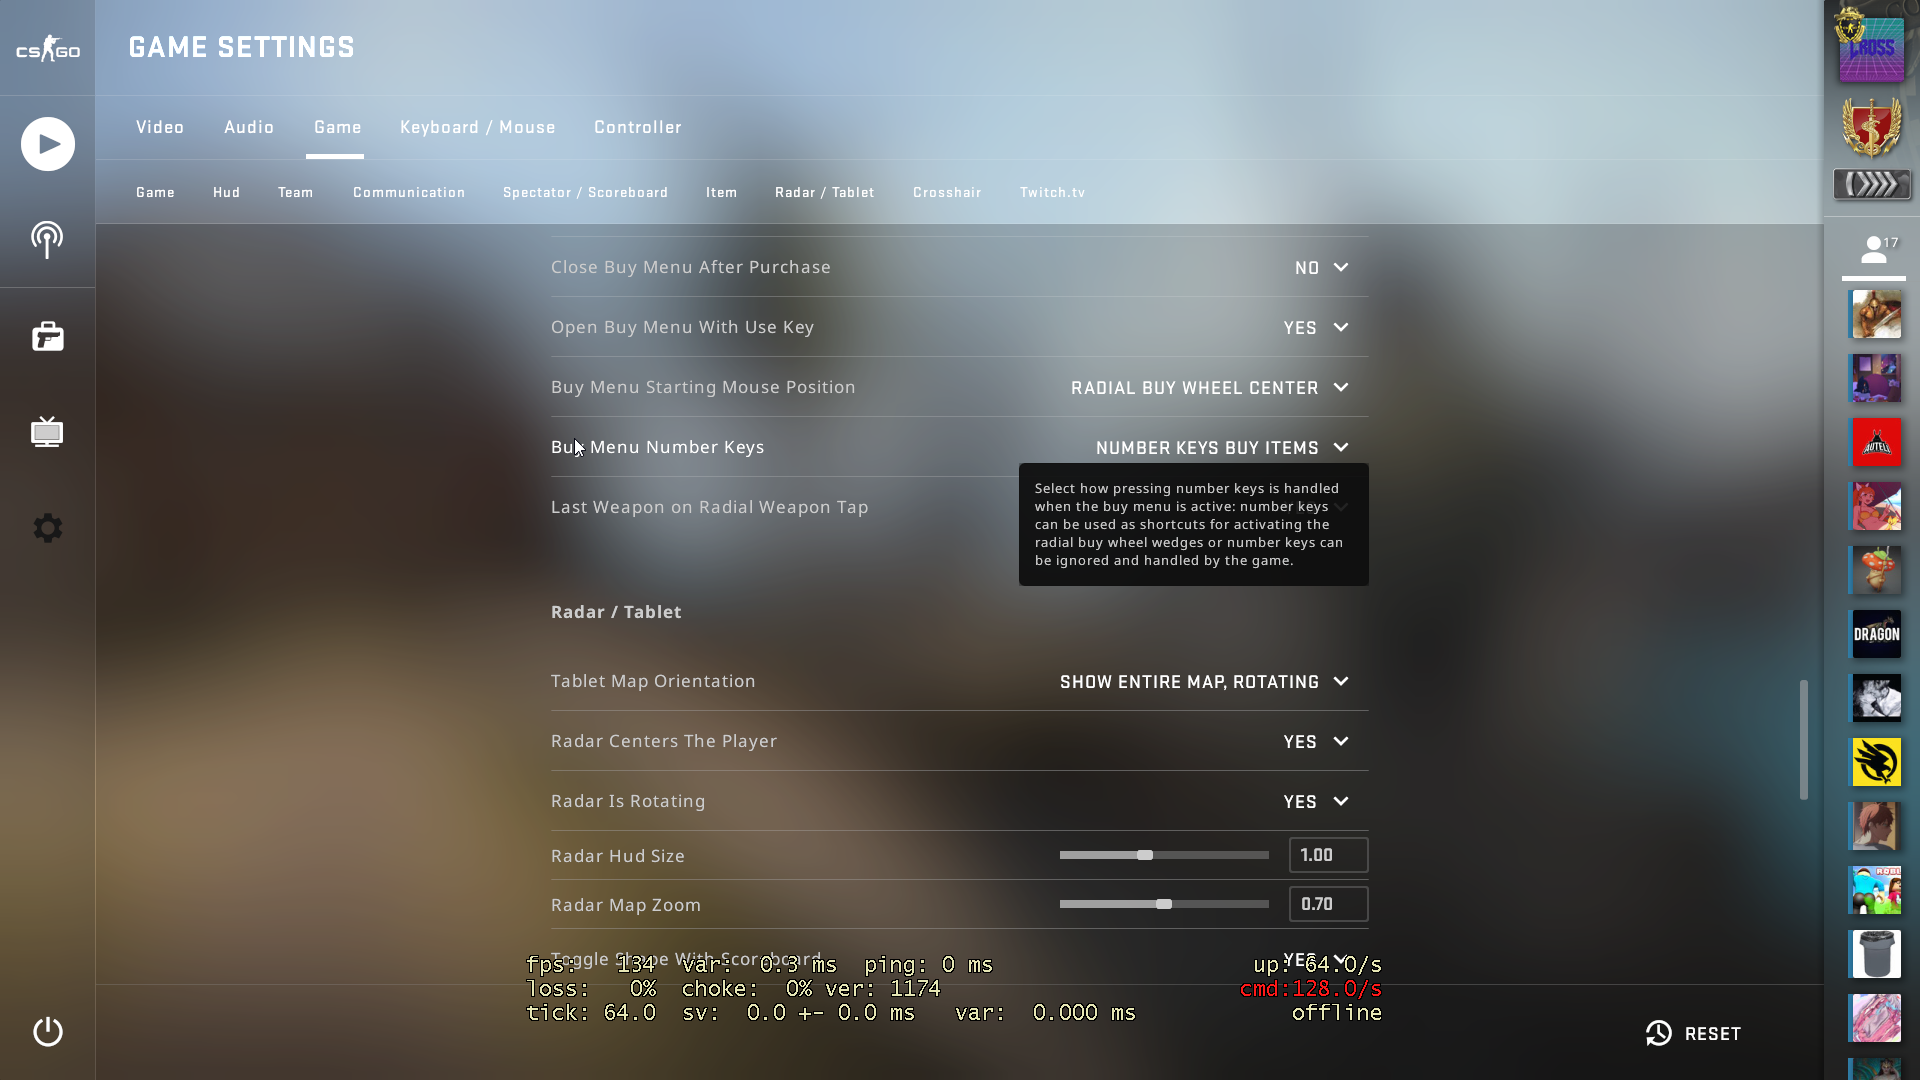 CS GO
GAME SETTINGS
CROSS
Video Audio Game Keyboard / Mouse Controller
Game Hud Team Communication Spectator / Scoreboard Item Radar / Tablet Crosshair Twitch.tv
17
Close Buy Menu After Purchase NO
Open Buy Menu With Use Key YES
Buy Menu Starting Mouse Position RADIAL BUY WHEEL CENTER
Buy Menu Number Keys NUMBER KEYS BUY ITEMS
Select how pressing number keys is handled
when the buy menu is active: number keys
can be used as shortcuts for activating the
radial buy wheel wedges or number keys can
be ignored and handled by the game.
Last Weapon on Radial Weapon Tap
Radar / Tablet
DRAGON
Tablet Map Orientation SHOW ENTIRE MAP, ROTATING
Radar Centers The Player YES
Radar Is Rotating YES
Radar Hud Size 1.00
Radar Map Zoom 0.70
Toggle Shape With Scoreboard YES
fps: 134 var: 0.3 ms ping: 0 ms up: 64.0/s
loss: 0% choke: 0% ver: 1174 cmd:128.0/s
tick: 64.0 sv: 0.0 +- 0.0 ms var: 0.000 ms offline
RESET